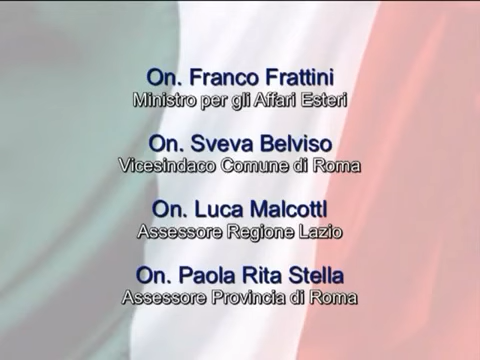 On. Franco Frattini
Ministro per gli Affari Esteri
On. Sveva Belviso
Vicesindaco Comune di Roma
On. Luca Malcottl
Assessore Regione Lazio
On. Paola Rita Stella
Assessore Provincia di Roma